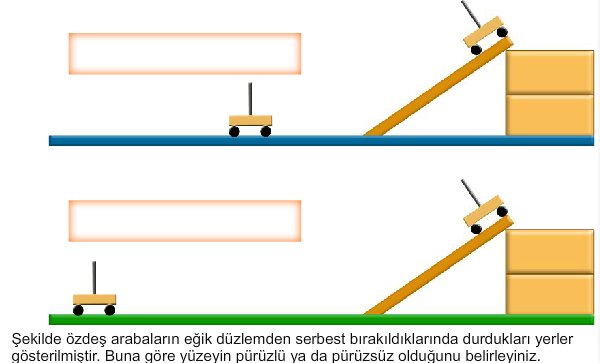 Şekilde özdeş arabaların eğik düzlemden serbest bırakıldıklarında durdukları yerler
gösterilmiştir. Buna göre yüzeyin pürüzlü ya da pürüzsüz olduğunu belirleyiniz.